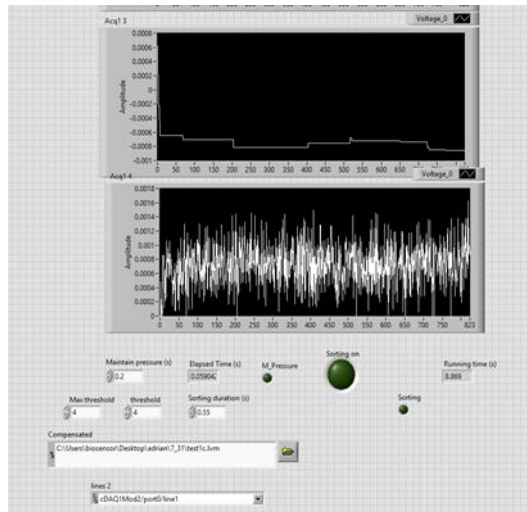 Acq1 3
Voltage_0
Amplitude
0.0008
0.0006
0.0004
0.0002
0
-0.0002
-0.0004
-0.0006
-0.0008
-0.001
0 50 100 150 200 250 300 350 400 450 500 550 600 650
Acq1 4
Voltage_0
Amplitude
0.0018
0.0016
0.0014
0.0012
0.001
0.0008
0.0006
0.0004
0.0002
0
0 50 100 150 200 250 300 350 400 450 500 550 600 650 700 750 823
Maintain pressure (s)
0.2
Elapsed Time (s)
0.05904
M_Pressure
Sorting on
Running time (s)
8.869
Max threshold
4
threshold
4
Sorting duration (s)
0.55
Sorting
Compensated
C:\Users\biosensor\Desktop\adrian\7_31\test1c.lvm
lines 2
cDAQ1Mod2/port0/line1